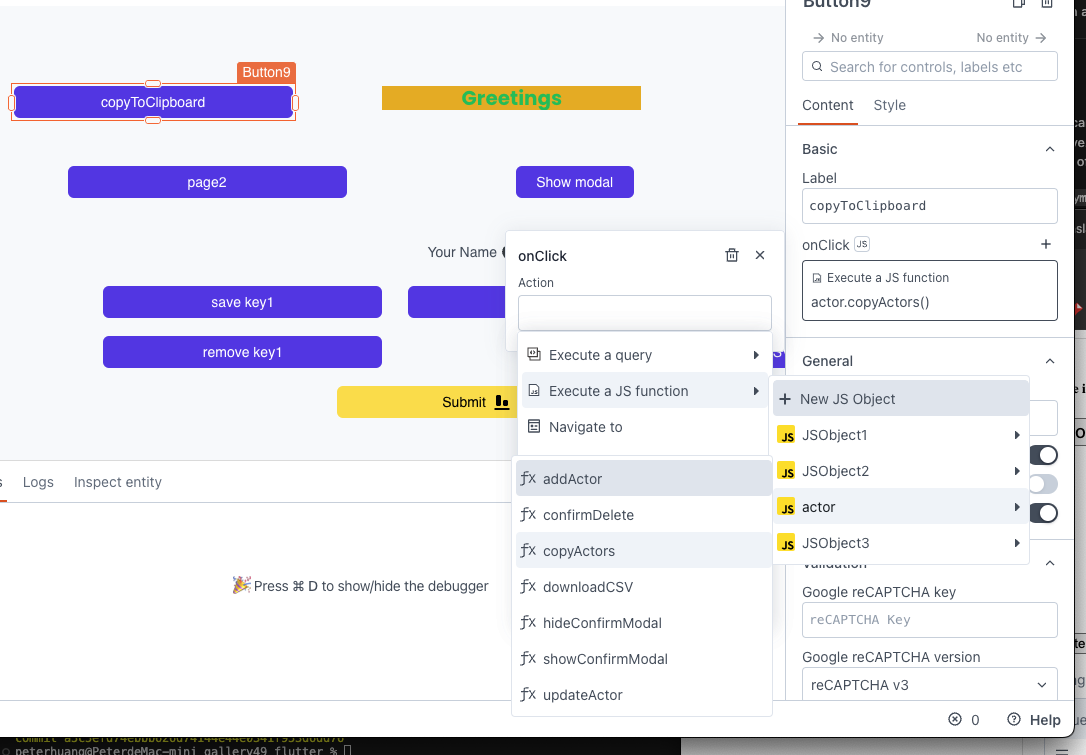 Button9
No entity
No entity
Search for controls, labels etc
Content
Style
Basic
Label
copyToClipboard
onClick JS
Execute a JS function
actor.copyActors()
General
Button9
copyToClipboard
Greetings
page2
Show modal
Your Name
save key1
remove key1
Submit
onClick
Action
Execute a query
Execute a JS function
Navigate to
New JS Object
JSObject1
JSObject2
actor
JSObject3
addActor
confirmDelete
copyActors
downloadCSV
hideConfirmModal
showConfirmModal
updateActor
Logs
Inspect entity
Press ⌘ D to show/hide the debugger
Validation
Google reCAPTCHA key
reCAPTCHA Key
Google reCAPTCHA version
reCAPTCHA v3
0
Help
peterhuang@PeterdeMac-mini gallery49_flutter %